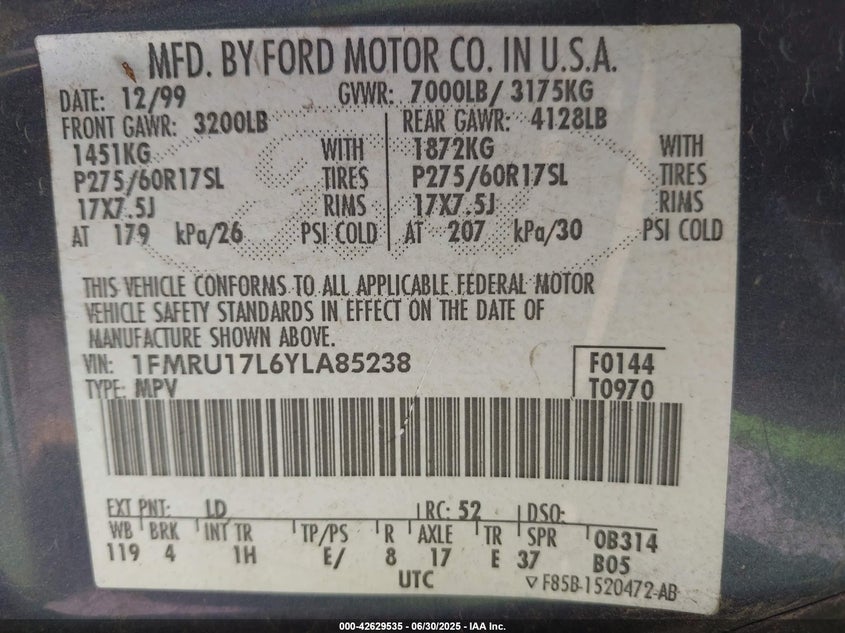 MFD. BY FORD MOTOR CO. IN U.S.A.
DATE: 12/99 GVWR: 7000LB/ 3175KG
FRONT GAWR: 3200LB REAR GAWR: 4128LB
1451KG WITH 1872KG WITH
P275/60R17SL TIRES P275/60R17SL TIRES
17X7.5J RIMS 17X7.5J RIMS
AT 179 kPa/26 PSI COLD AT 207 kPa/30 PSI COLD
THIS VEHICLE CONFORMS TO ALL APPLICABLE FEDERAL MOTOR
VEHICLE SAFETY STANDARDS IN EFFECT ON THE DATE OF
MANUFACTURE SHOWN ABOVE.
VIN: 1FMRU17L6YLA85238 F0144
TYPE: MPV T0970
EXT PNT: LD RC: 52 DSO:
WB BRK INT TR TP/PS R AXLE TR SPR 0B314
119 4 1H E/ 8 17 E 37 B05
UTC ▽ F85B-1520472-AB
000-42629535 - 06/30/2025 - IAA Inc.